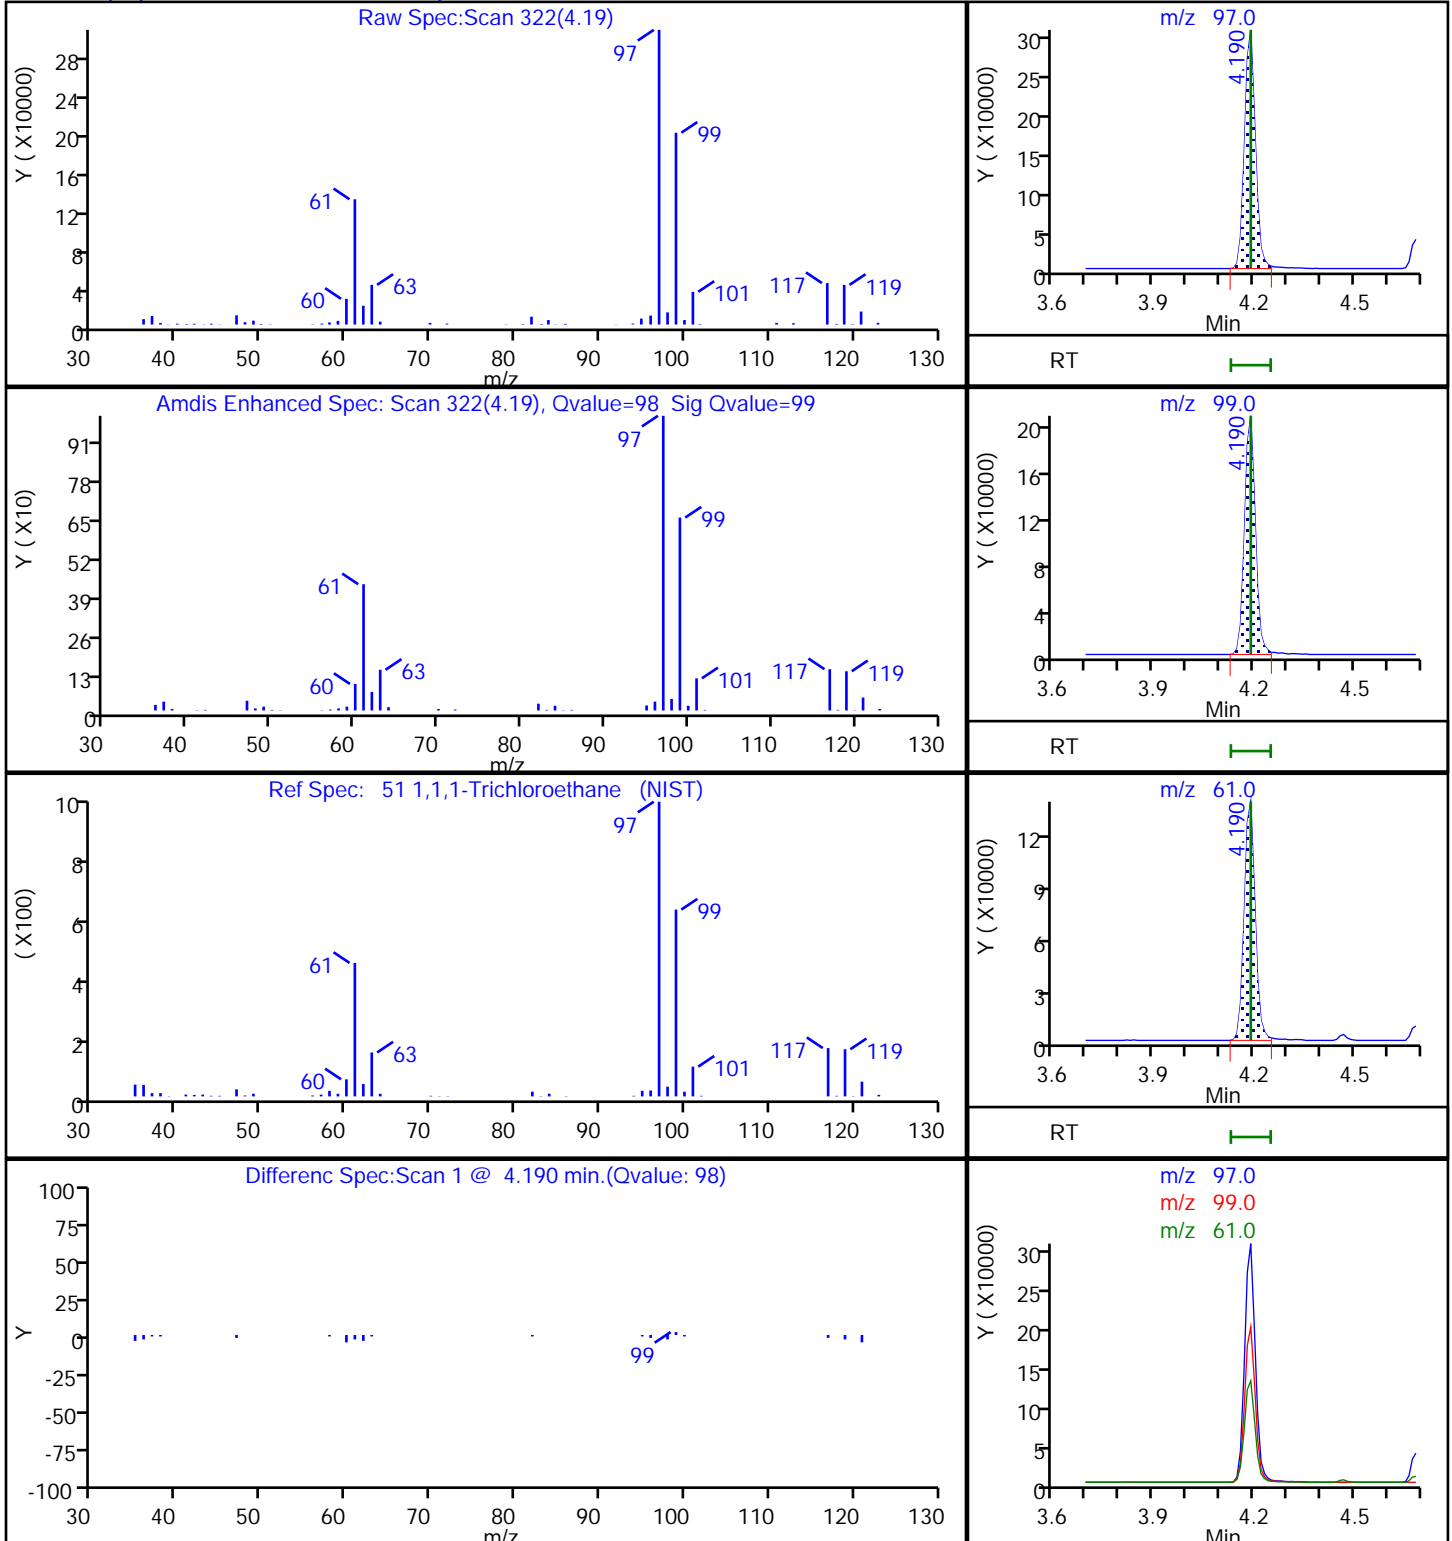 Raw Spec:Scan 322(4.19)
Y ( X10000)
28
24
20
16
12
8
4
0
97
99
61
60
63
101
117
119
30 40 50 60 70 80 90 100 110 120 130
m/z
m/z 97.0
Y ( X10000)
30
25
20
15
10
5
0
4.190
3.6 3.9 4.2 4.5
Min
RT
Amdis Enhanced Spec: Scan 322(4.19), Qvalue=98 Sig Qvalue=99
Y ( X10)
91
78
65
52
39
26
13
0
97
99
61
60
63
101
117
119
30 40 50 60 70 80 90 100 110 120 130
m/z
m/z 99.0
Y ( X10000)
20
16
12
8
4
0
4.190
3.6 3.9 4.2 4.5
Min
RT
Ref Spec: 51 1,1,1-Trichloroethane (NIST)
( X100)
10
8
6
4
2
0
97
99
61
60
63
101
117
119
30 40 50 60 70 80 90 100 110 120 130
m/z 61.0
Y ( X10000)
12
9
6
3
0
4.190
3.6 3.9 4.2 4.5
Min
RT
Differenc Spec:Scan 1 @ 4.190 min.(Qvalue: 98)
Y
100
75
50
25
0
-25
-50
-75
-100
99
30 40 50 60 70 80 90 100 110 120 130
m/z
m/z 97.0
m/z 99.0
m/z 61.0
Y ( X10000)
30
25
20
15
10
5
0
3.6 3.9 4.2 4.5
Min